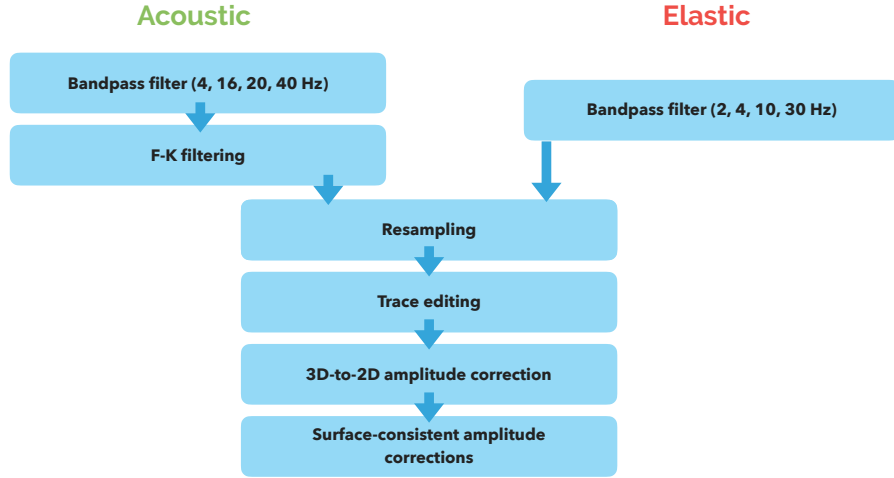 Acoustic
Elastic
Bandpass filter (4, 16, 20, 40 Hz)
Bandpass filter (2, 4, 10, 30 Hz)
F-K filtering
Resampling
Trace editing
3D-to-2D amplitude correction
Surface-consistent amplitude
corrections